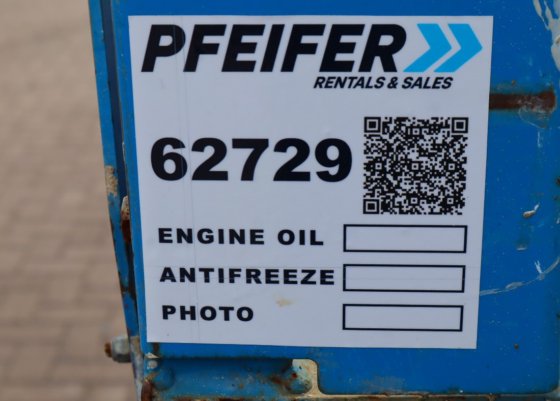 PFEIFER
RENTALS & SALES
62729
ENGINE OIL
ANTIFREEZE
PHOTO